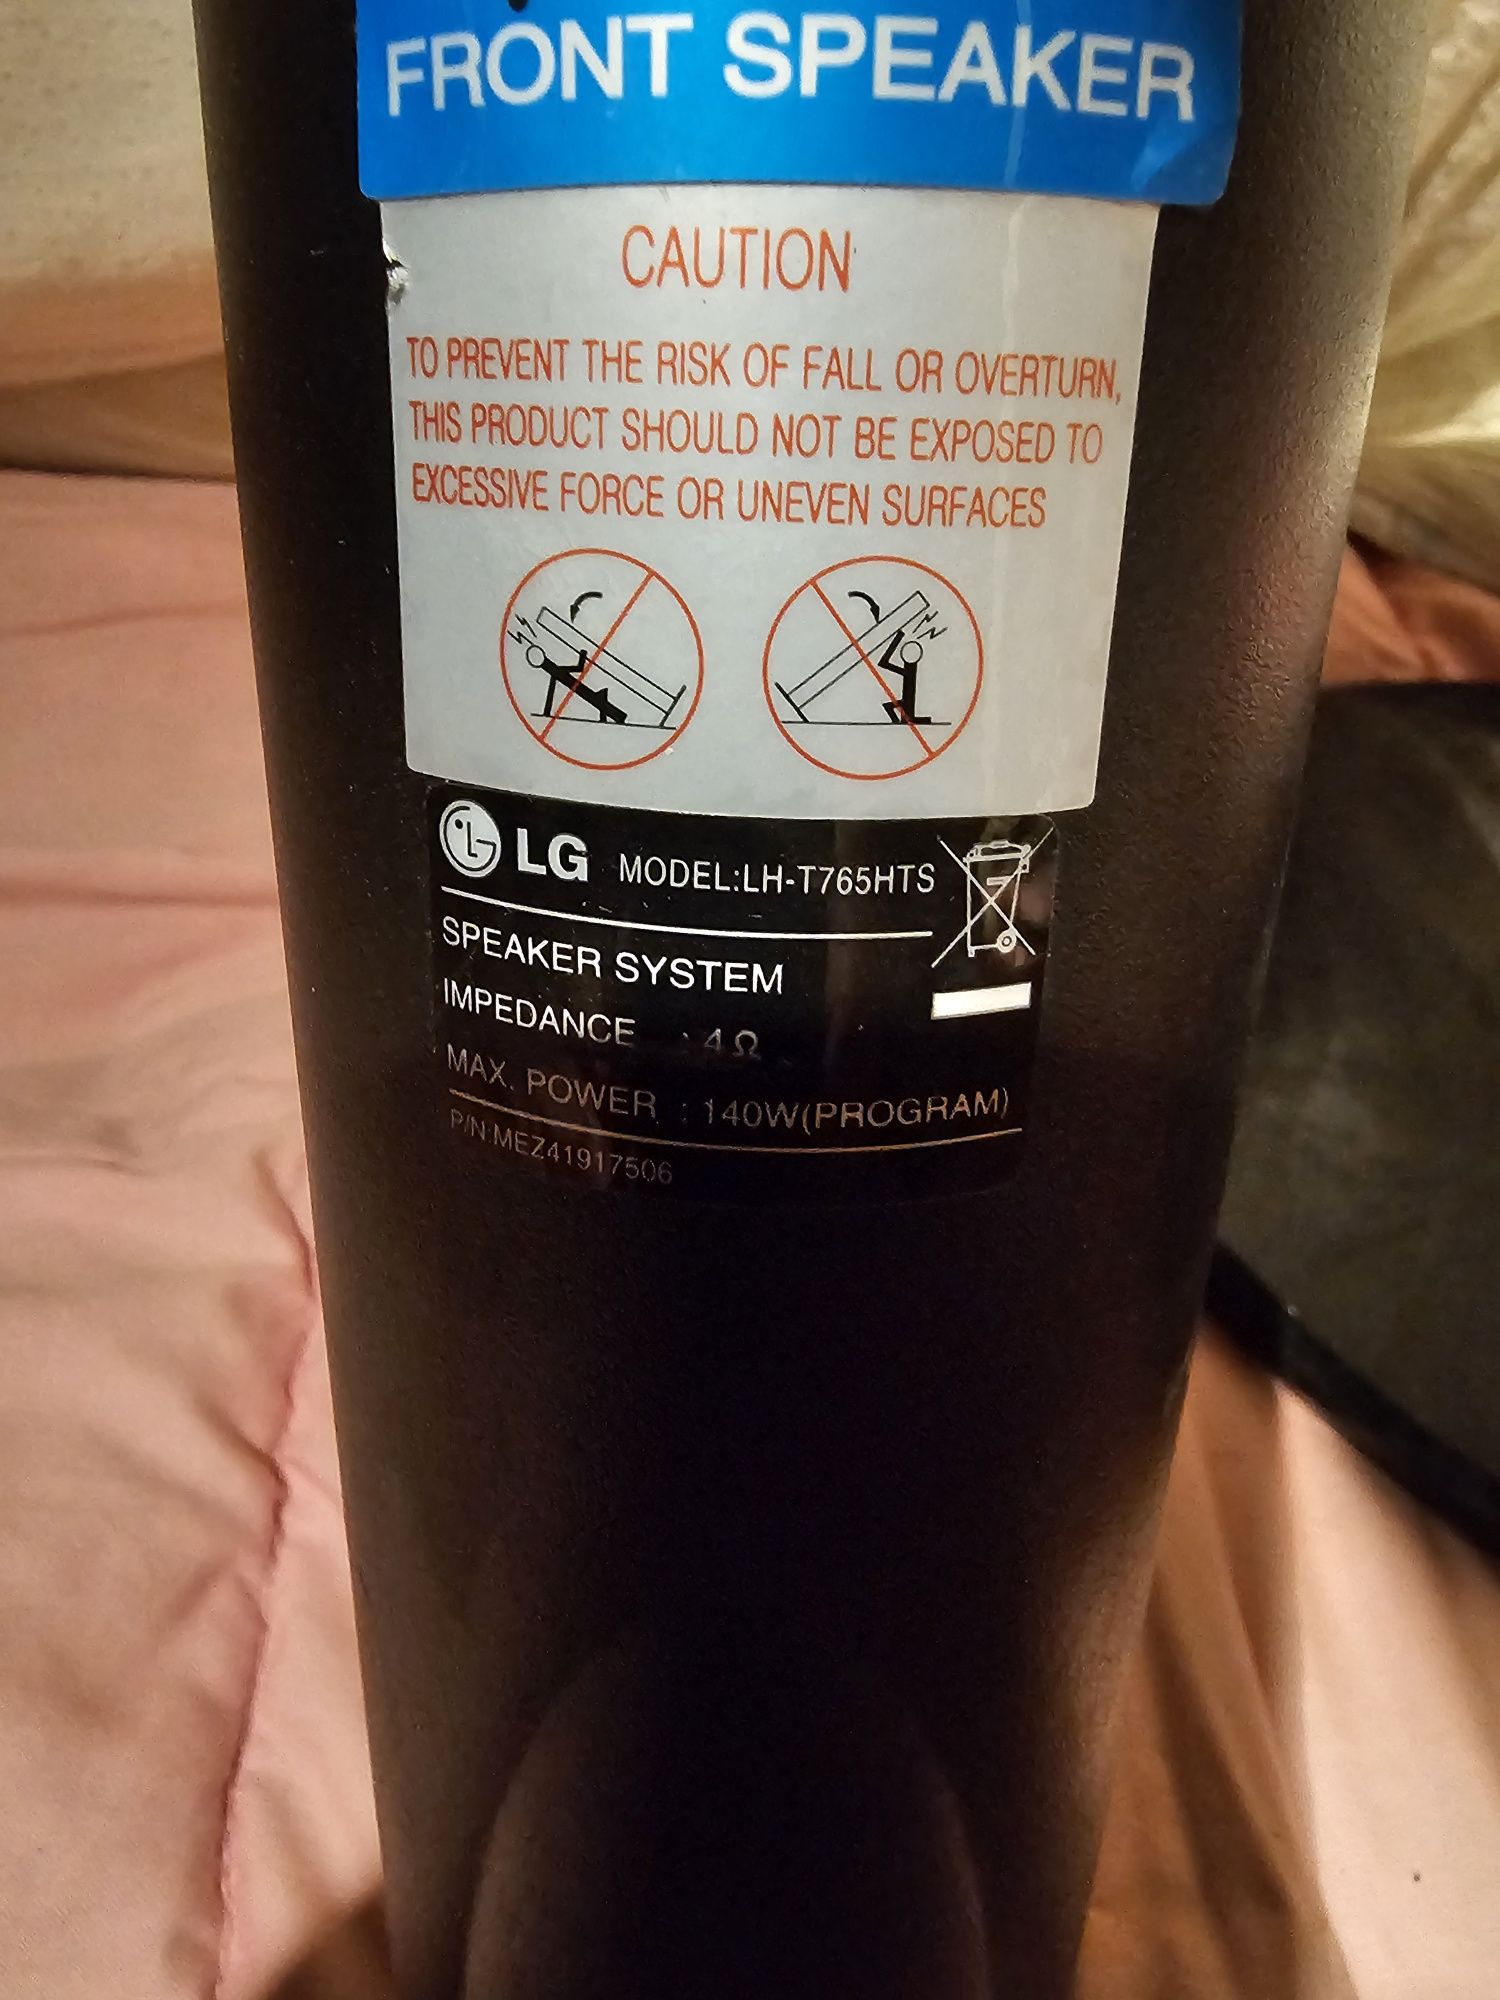 FRONT SPEAKER
CAUTION
TO PREVENT THE RISK OF FALL OR OVERTURN,
THIS PRODUCT SHOULD NOT BE EXPOSED TO
EXCESSIVE FORCE OR UNEVEN SURFACES
LG MODEL:LH-T765HTS
SPEAKER SYSTEM
IMPEDANCE : 4Ω
MAX. POWER : 140W(PROGRAM)
P/N:MEZ41917506